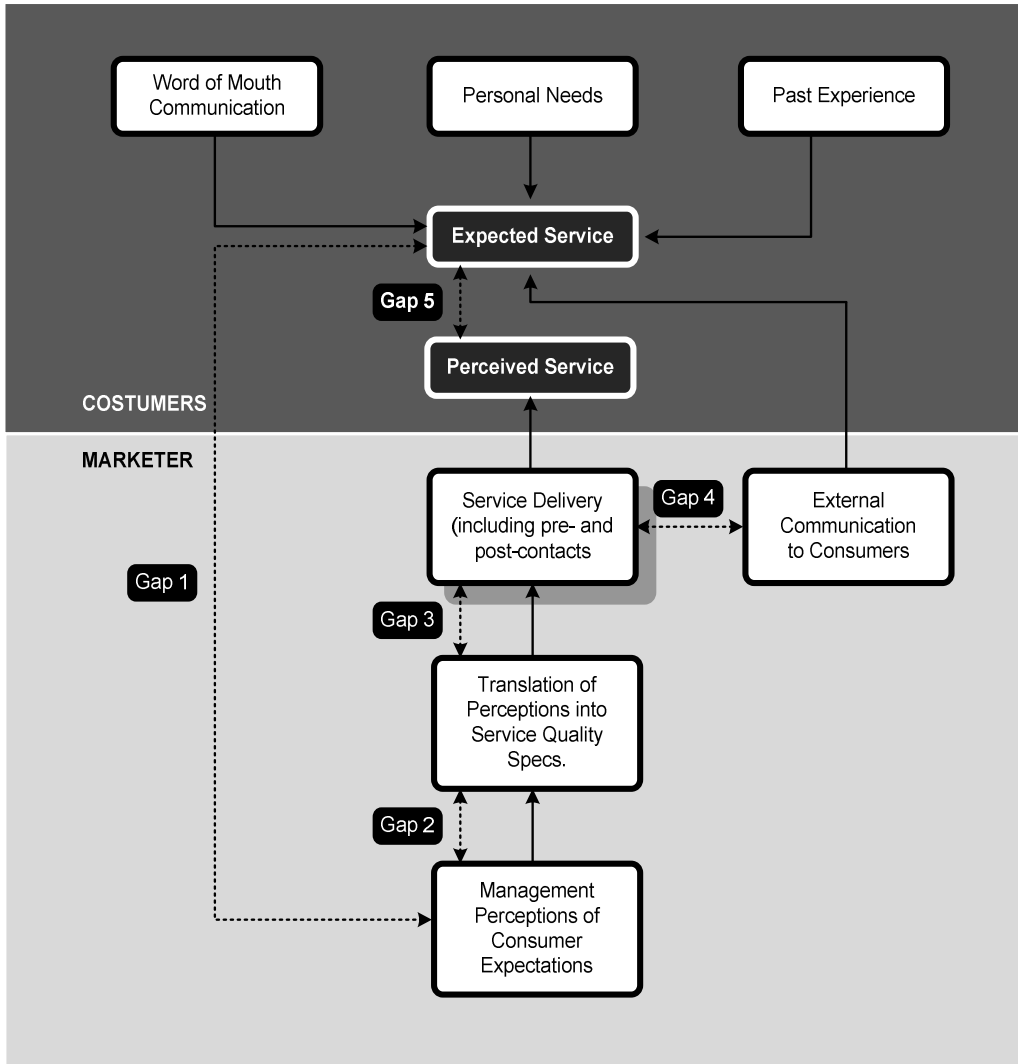 Word of Mouth
Communication
Personal Needs
Past Experience
Expected Service
Gap 5
Perceived Service
COSTUMERS
MARKETER
Service Delivery
(including pre- and
post-contacts
Gap 4
External
Communication
to Consumers
Gap 1
Gap 3
Translation of
Perceptions into
Service Quality
Specs.
Gap 2
Management
Perceptions of
Consumer
Expectations